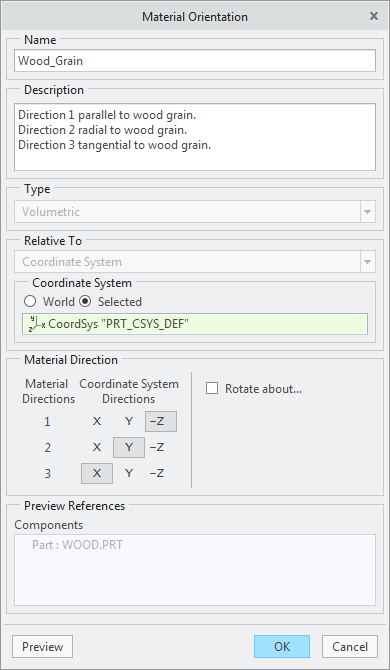 Material Orientation
Name
Wood_Grain
Description
Direction 1 parallel to wood grain.
Direction 2 radial to wood grain.
Direction 3 tangential to wood grain.
Type
Volumetric
Relative To
Coordinate System
Coordinate System
World Selected
y x z CoordSys "PRT_CSYS_DEF"
Material Direction
Material Coordinate System
Directions Directions
Rotate about...
1 X Y -Z
2 X Y -Z
3 X Y -Z
Preview References
Components
Part : WOOD.PRT
Preview OK Cancel